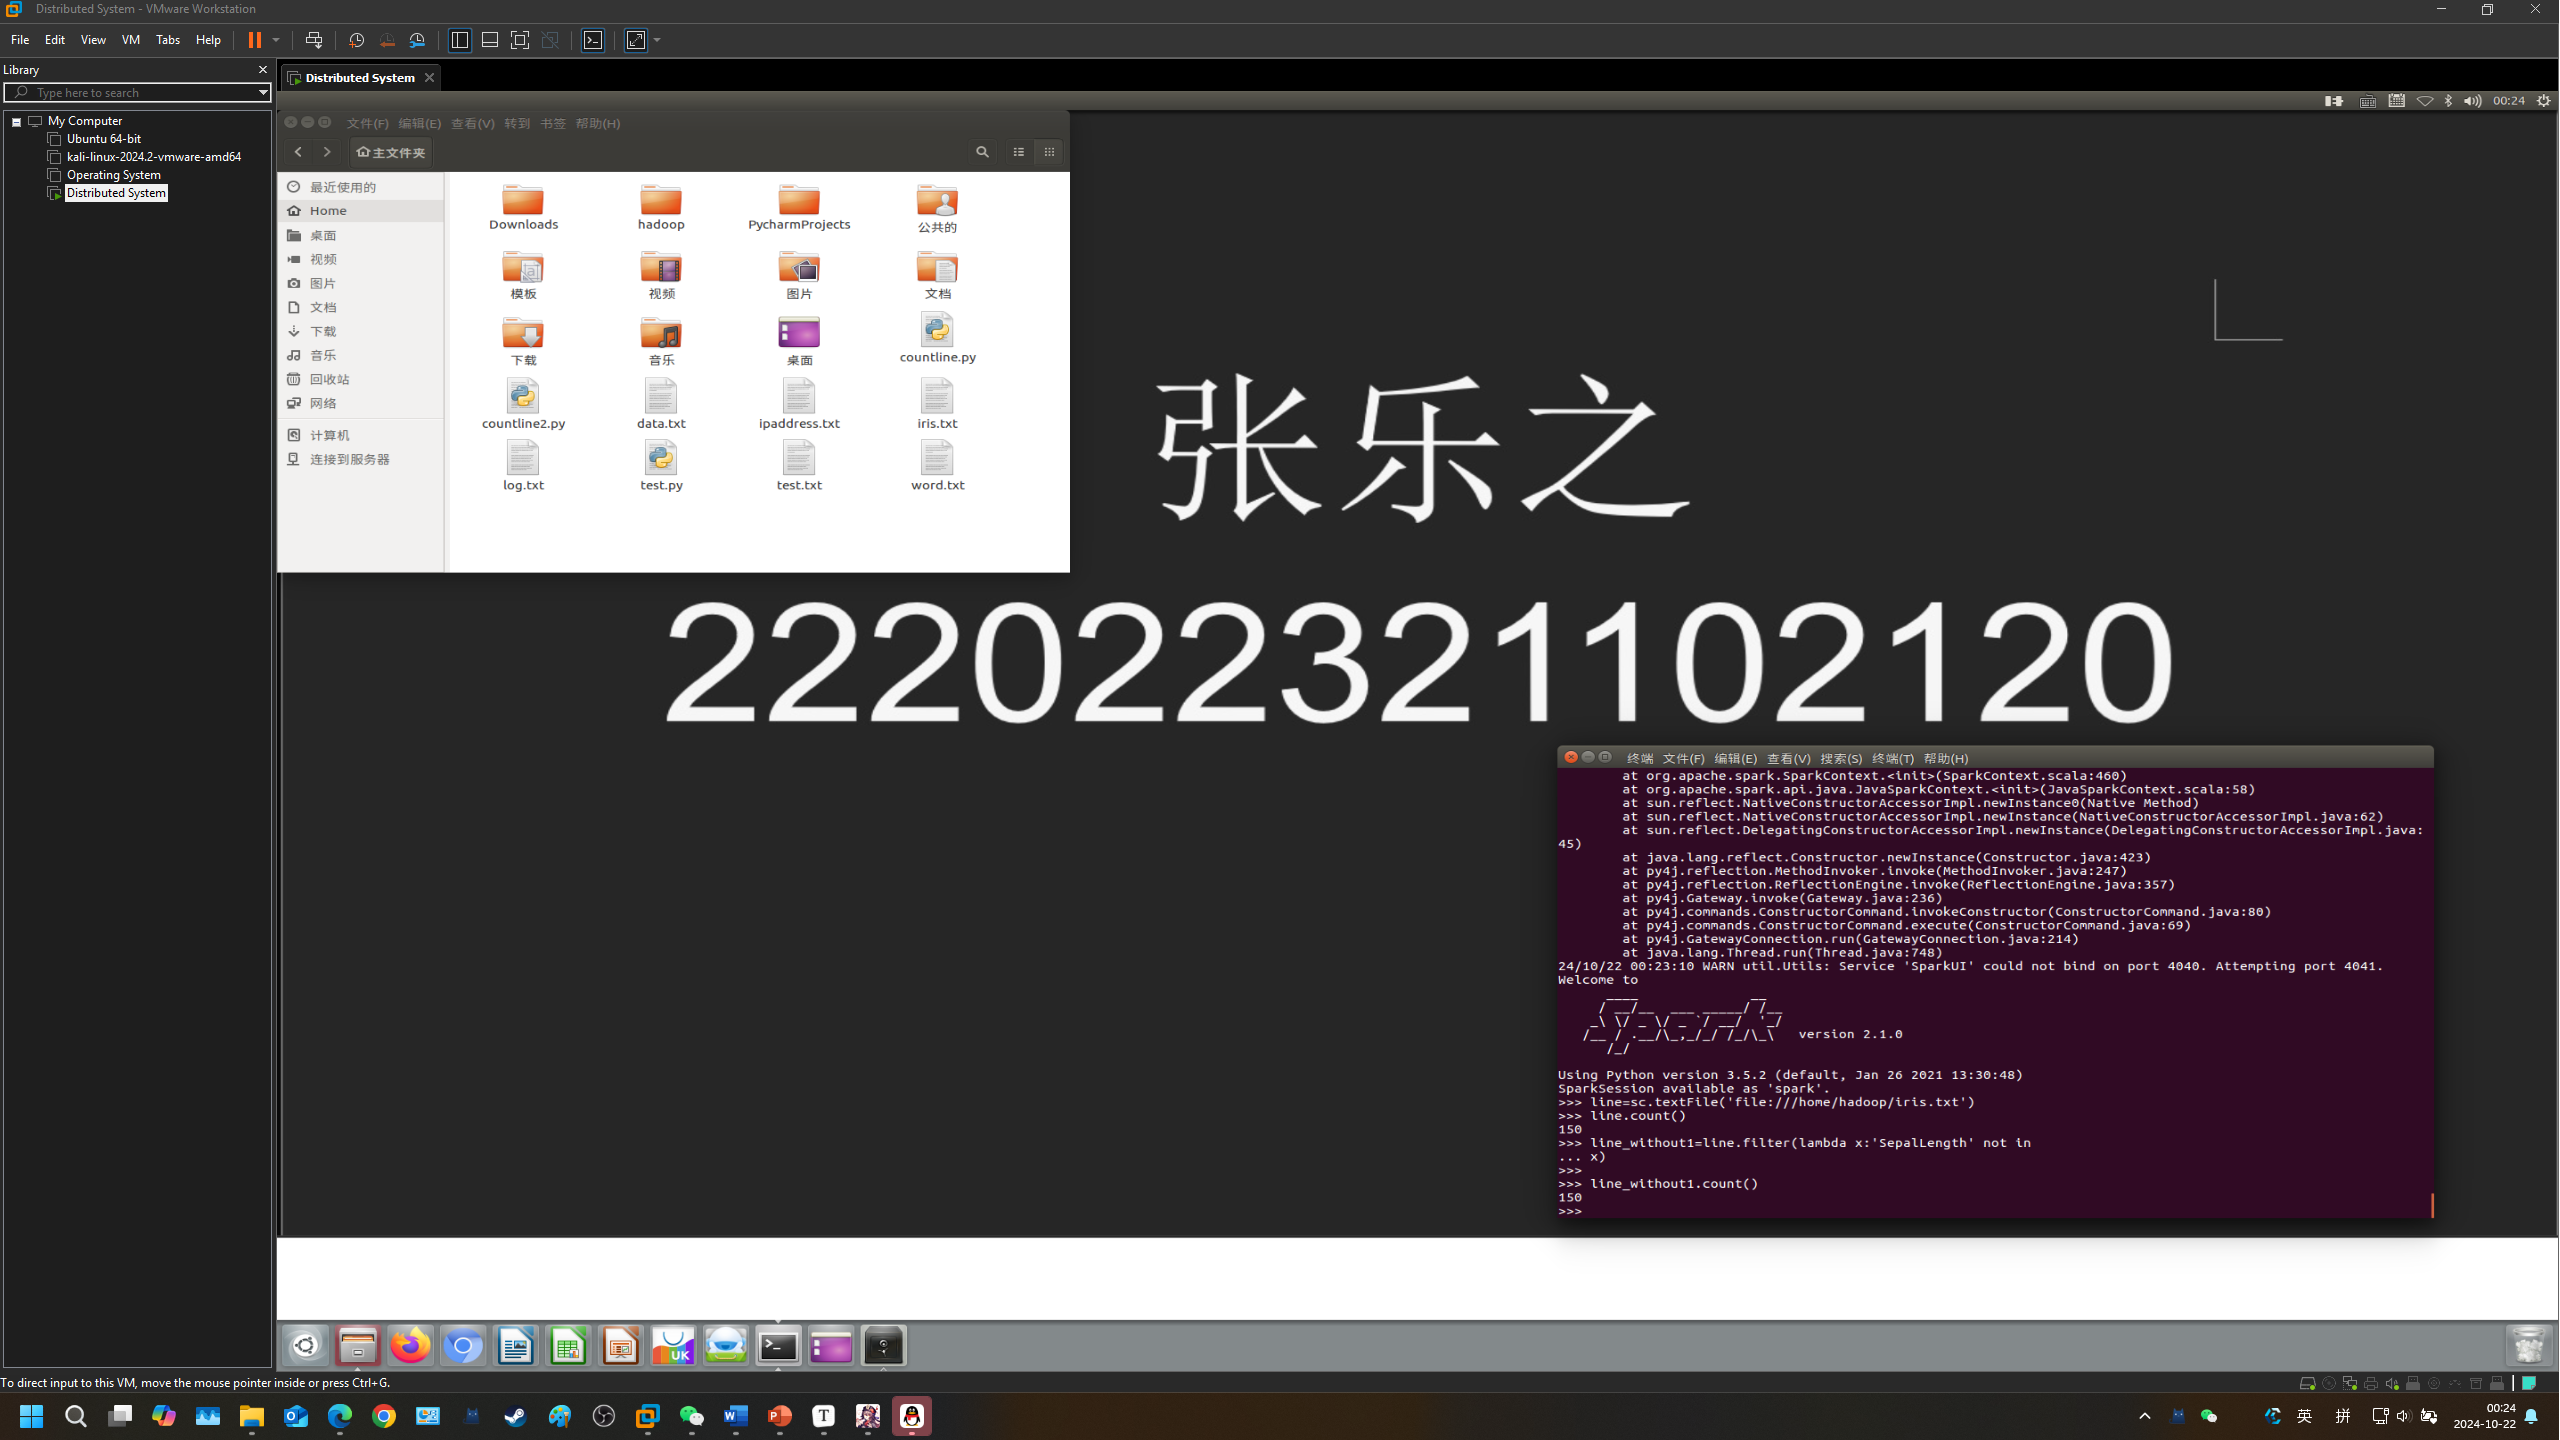 Distributed System - VMware Workstation
File Edit View VM Tabs Help
Library
Type here to search
My Computer
Ubuntu 64-bit
kali-linux-2024.2-vmware-amd64
Operating System
Distributed System
Distributed System
00:24
文件(F) 编辑(E) 查看(V) 转到 书签 帮助(H)
主文件夹
最近使用的
Home
桌面
视频
图片
文档
下载
音乐
回收站
网络
计算机
连接到服务器
Downloads hadoop PycharmProjects 公共的
模板 视频 图片 文档
下载 音乐 桌面 countline.py
countline2.py data.txt ipaddress.txt iris.txt
log.txt test.py test.txt word.txt
张乐之
222022321102120
终端 文件(F) 编辑(E) 查看(V) 搜索(S) 终端(T) 帮助(H)
at org.apache.spark.SparkContext.<init>(SparkContext.scala:460)
at org.apache.spark.api.java.JavaSparkContext.<init>(JavaSparkContext.scala:58)
at sun.reflect.NativeConstructorAccessorImpl.newInstance0(Native Method)
at sun.reflect.NativeConstructorAccessorImpl.newInstance(NativeConstructorAccessorImpl.java:62)
at sun.reflect.DelegatingConstructorAccessorImpl.newInstance(DelegatingConstructorAccessorImpl.java:
45)
at java.lang.reflect.Constructor.newInstance(Constructor.java:423)
at py4j.reflection.MethodInvoker.invoke(MethodInvoker.java:247)
at py4j.reflection.ReflectionEngine.invoke(ReflectionEngine.java:357)
at py4j.Gateway.invoke(Gateway.java:236)
at py4j.commands.ConstructorCommand.invokeConstructor(ConstructorCommand.java:80)
at py4j.commands.ConstructorCommand.execute(ConstructorCommand.java:69)
at py4j.GatewayConnection.run(GatewayConnection.java:214)
at java.lang.Thread.run(Thread.java:748)
24/10/22 00:23:10 WARN util.Utils: Service 'SparkUI' could not bind on port 4040. Attempting port 4041.
Welcome to
version 2.1.0
Using Python version 3.5.2 (default, Jan 26 2021 13:30:48)
SparkSession available as 'spark'.
>>> line=sc.textFile('file:///home/hadoop/iris.txt')
>>> line.count()
150
>>> line_without1=line.filter(lambda x:'SepalLength' not in
... x)
>>>
>>> line_without1.count()
150
>>>
UK
To direct input to this VM, move the mouse pointer inside or press Ctrl+G.
英 拼
00:24
2024-10-22